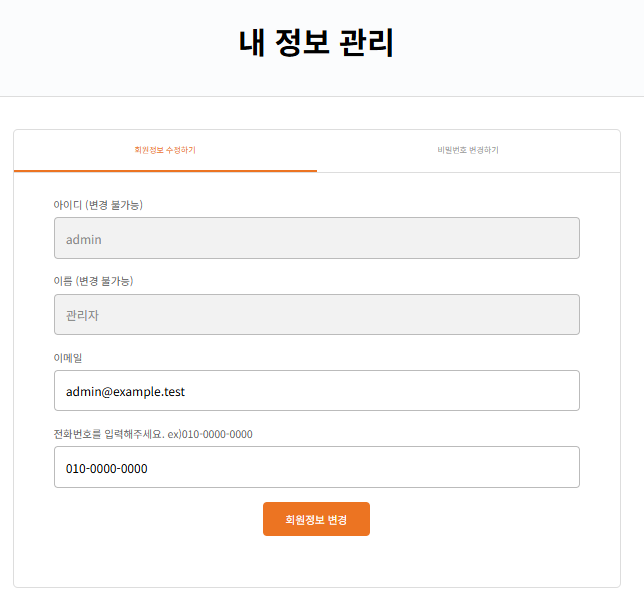 내 정보 관리
회원정보 수정하기
비밀번호 변경하기
아이디 (변경 불가능)
admin
이름 (변경 불가능)
관리자
이메일
admin@example.test
전화번호를 입력해주세요. ex)010-0000-0000
010-0000-0000
회원정보 변경